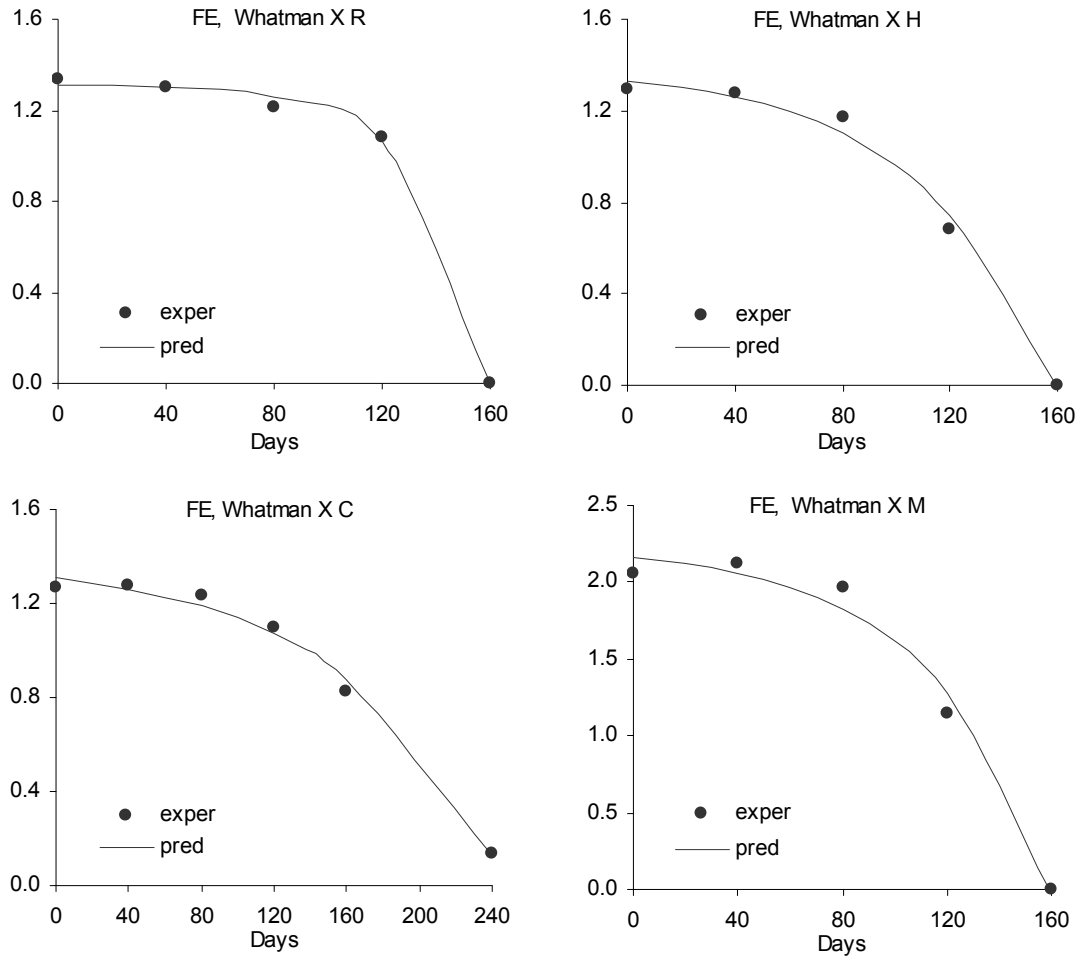 FE, Whatman X R
1.6
1.2
0.8
0.4
0.0
exper
pred
0 40 80 120 160
Days
FE, Whatman X H
1.6
1.2
0.8
0.4
0.0
exper
pred
0 40 80 120 160
Days
FE, Whatman X C
1.6
1.2
0.8
0.4
0.0
exper
pred
0 40 80 120 160 200 240
Days
FE, Whatman X M
2.5
2.0
1.5
1.0
0.5
0.0
exper
pred
0 40 80 120 160
Days